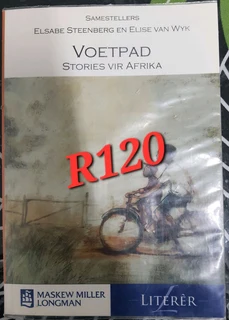 SAMESTELLERS
ELSABE STEENBERG EN ELISE VAN WYK
VOETPAD
STORIES VIR AFRIKA
R120
MASKEW MILLER
LONGMAN
LITERÊR
L